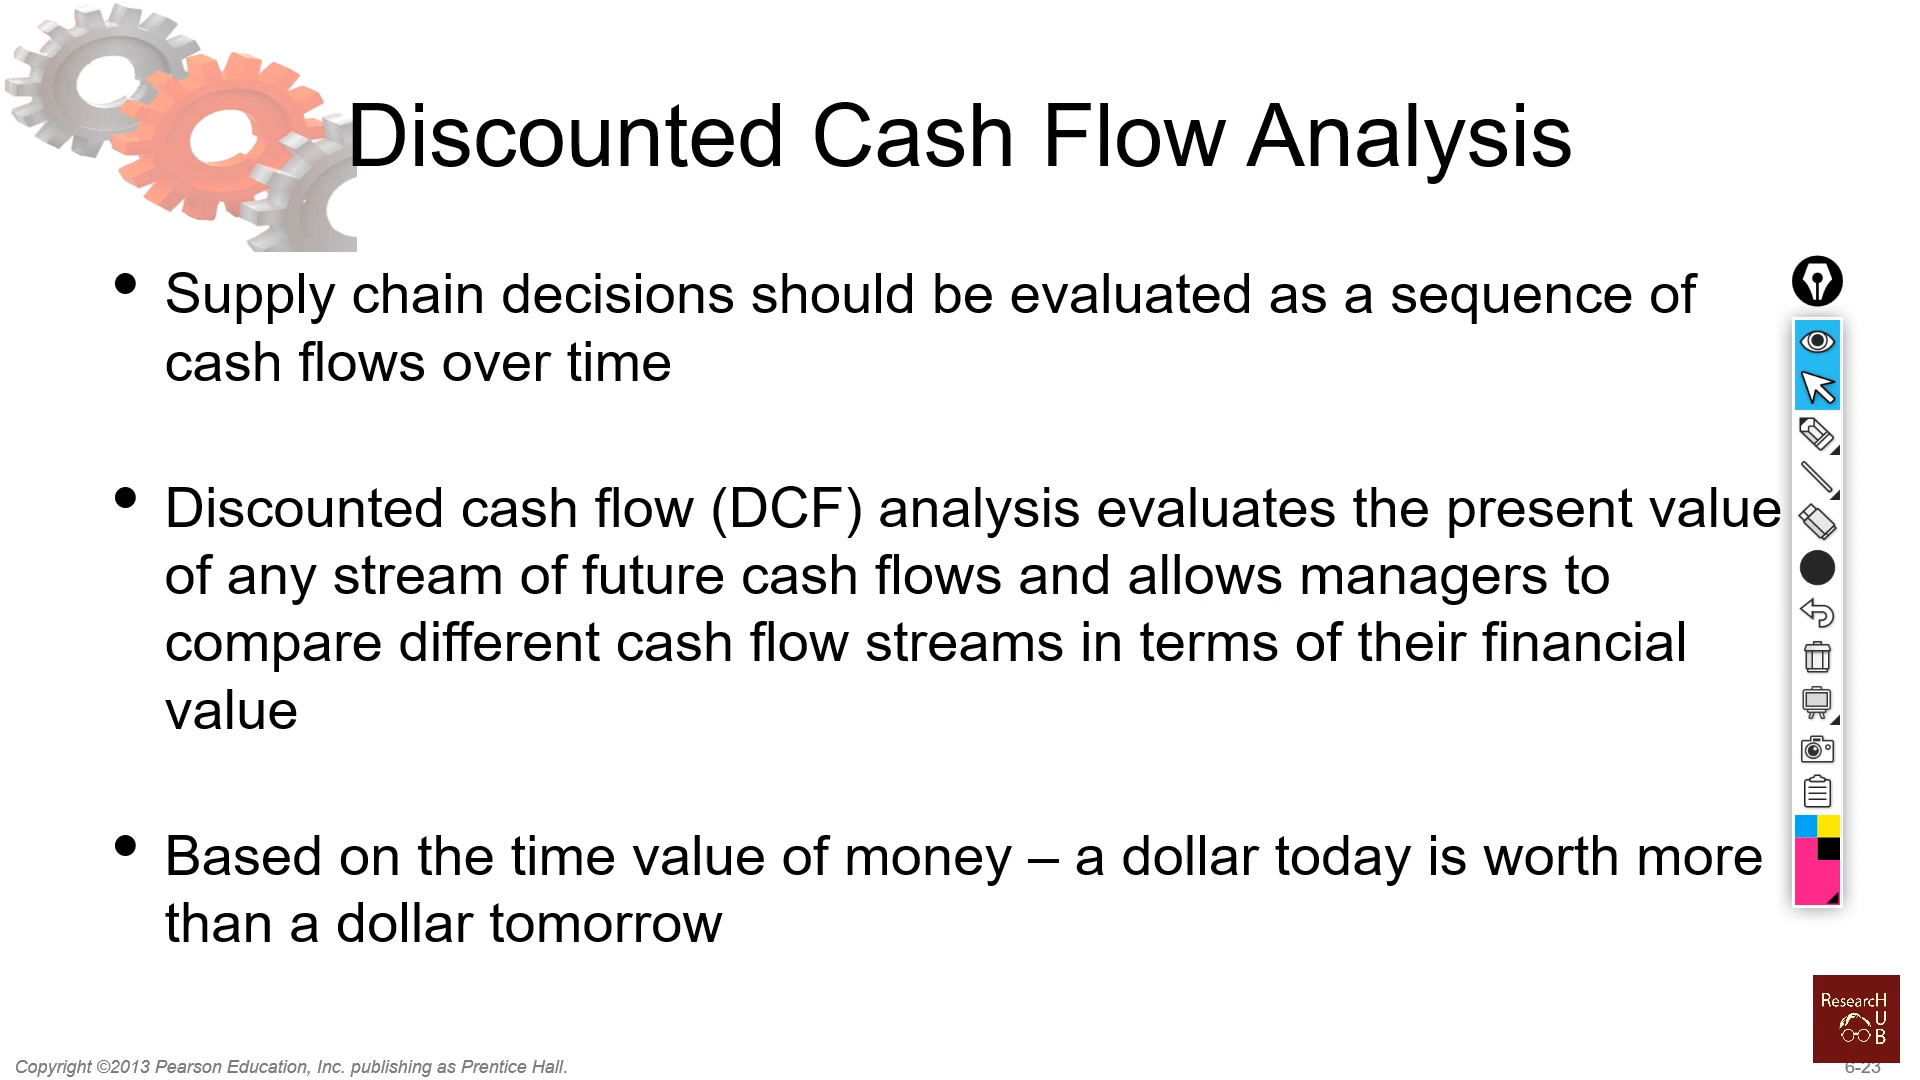 Discounted Cash Flow Analysis
• Supply chain decisions should be evaluated as a sequence of
cash flows over time
• Discounted cash flow (DCF) analysis evaluates the present value
of any stream of future cash flows and allows managers to
compare different cash flow streams in terms of their financial
value
• Based on the time value of money – a dollar today is worth more
than a dollar tomorrow
ResearcH
U
B
Copyright ©2013 Pearson Education, Inc. publishing as Prentice Hall.
6-23